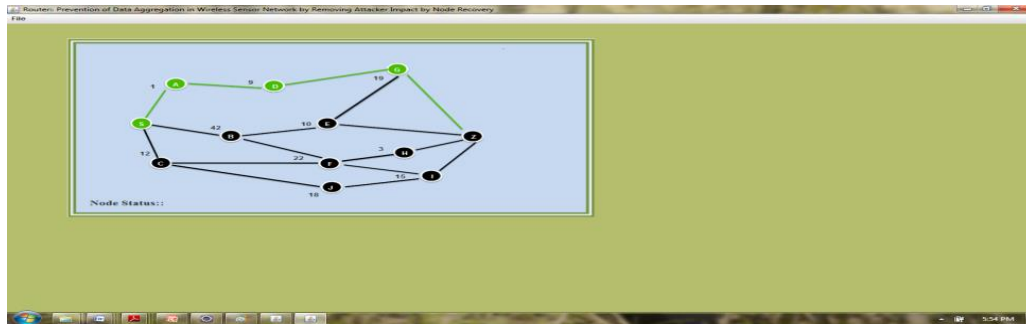 Router:: Prevention of Data Aggregation in Wireless Sensor Network by Removing Attacker Impact by Node Recovery
File
G
19
1 A
9 D
S
42 B
10 E
Z
12 C
22 F
3 H
15 I
18 J
Node Status::
5:54 PM